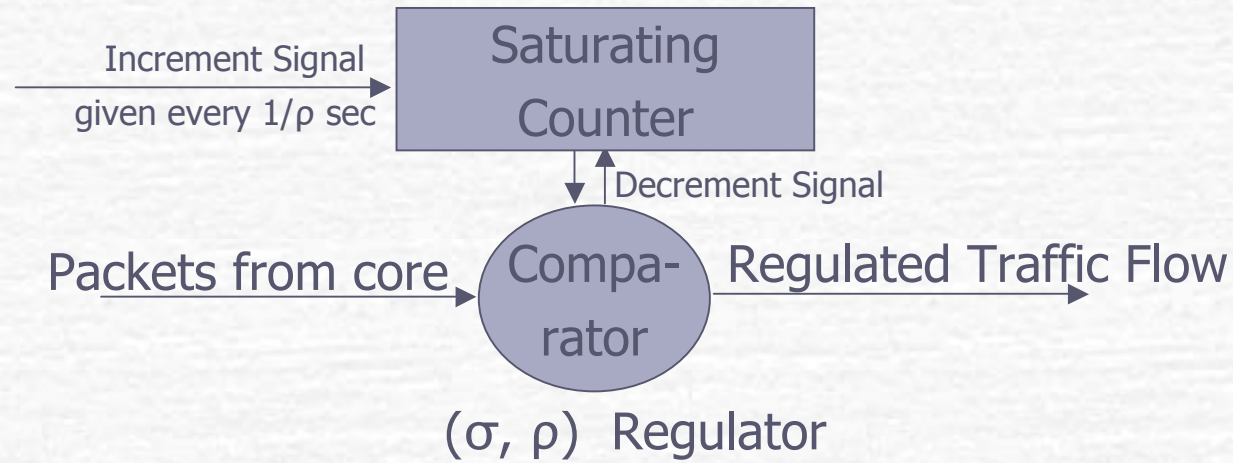 Increment Signal
given every 1/ρ sec
Saturating
Counter
Decrement Signal
Packets from core
Compa-
rator
Regulated Traffic Flow
(σ, ρ) Regulator